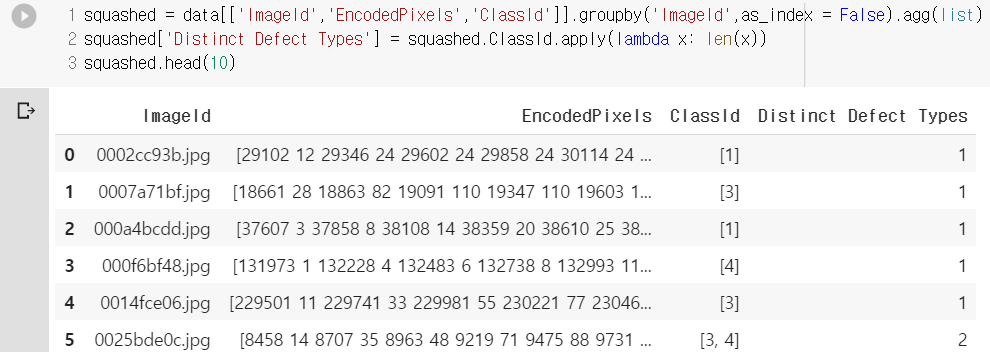 1 squashed = data[['ImageId','EncodedPixels','ClassId']].groupby('ImageId',as_index = False).agg(list)
2 squashed['Distinct Defect Types'] = squashed.ClassId.apply(lambda x: len(x))
3 squashed.head(10)
ImageId EncodedPixels ClassId Distinct Defect Types
0 0002cc93b.jpg [29102 12 29346 24 29602 24 29858 24 30114 24 ... [1] 1
1 0007a71bf.jpg [18661 28 18863 82 19091 110 19347 110 19603 1... [3] 1
2 000a4bcdd.jpg [37607 3 37858 8 38108 14 38359 20 38610 25 38... [1] 1
3 000f6bf48.jpg [131973 1 132228 4 132483 6 132738 8 132993 11... [4] 1
4 0014fce06.jpg [229501 11 229741 33 229981 55 230221 77 23046... [3] 1
5 0025bde0c.jpg [8458 14 8707 35 8963 48 9219 71 9475 88 9731 ... [3, 4] 2